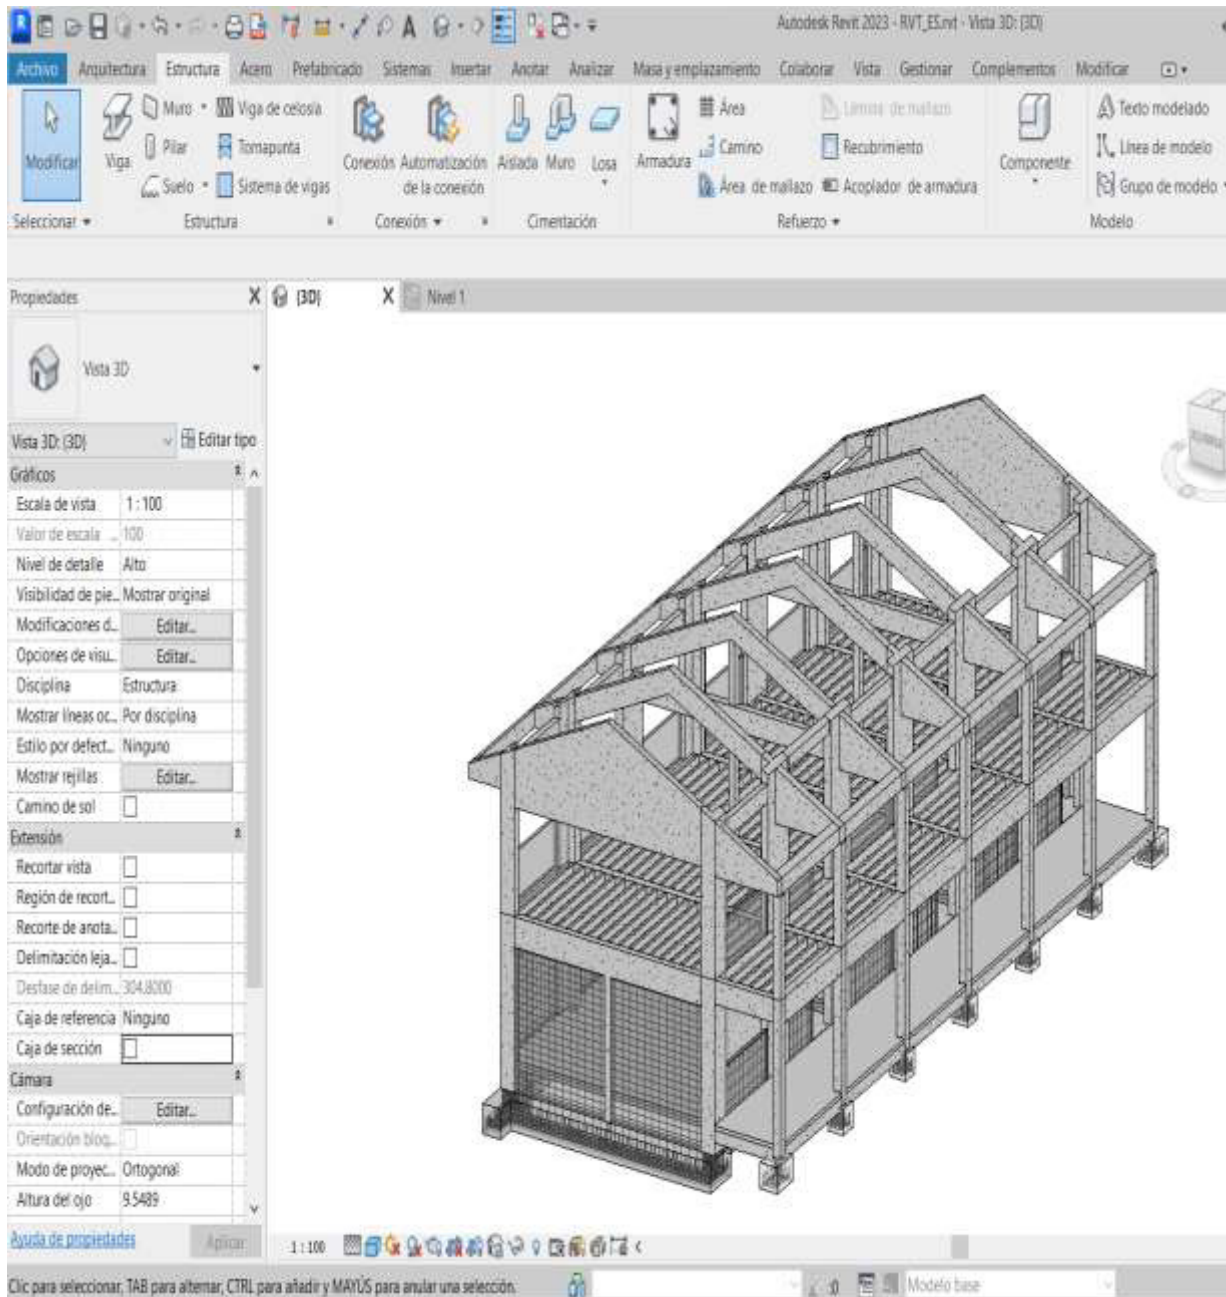 Autodesk Revit 2023 - RVT_ES.rvt - Vista 3D: {3D}
Archivo Arquitectura Estructura Acero Prefabricado Sistemas Insertar Anotar Analizar Masa y emplazamiento Colaborar Vista Gestionar Complementos Modificar
Modificar
Viga
Muro
Pilar
Suelo
Viga de celosía
Tornapunta
Sistema de vigas
Conexión
Automatización
de la conexión
Aislada
Muro
Losa
Armadura
Área
Camino
Área de mallazo
Lámina de mallazo
Recubrimiento
Acoplador de armadura
Componente
Texto modelado
Línea de modelo
Grupo de modelo
Seleccionar Estructura Conexión Cimentación Refuerzo Modelo
Propiedades X
{3D} X Nivel 1
Vista 3D
Vista 3D: {3D} Editar tipo
Gráficos
Escala de vista 1 : 100
Valor de escala ... 100
Nivel de detalle Alto
Visibilidad de pie... Mostrar original
Modificaciones d... Editar...
Opciones de visu... Editar...
Disciplina Estructura
Mostrar líneas oc... Por disciplina
Estilo por defect... Ninguno
Mostrar rejillas Editar...
Camino de sol
Extensión
Recortar vista
Región de recort...
Recorte de anota...
Delimitación leja...
Desfase de delim... 304.8000
Caja de referencia Ninguno
Caja de sección
Cámara
Configuración de... Editar...
Orientación bloq...
Modo de proyec... Ortogonal
Altura del ojo 9.5489
Ayuda de propiedades Aplicar
1 : 100
Clic para seleccionar, TAB para alternar, CTRL para añadir y MAYÚS para anular una selección.
:0 Modelo base